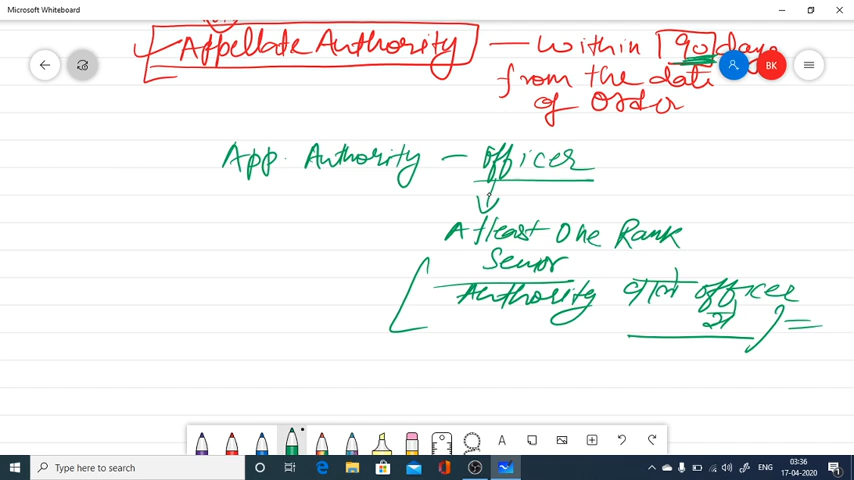 Microsoft Whiteboard
Appellate Authority — within 90 days
from the date
of Order
BK
App. Authority — officer
Atleast One Rank
Senior
Authority वाला officer
Type here to search
ENG
03:36
17-04-2020